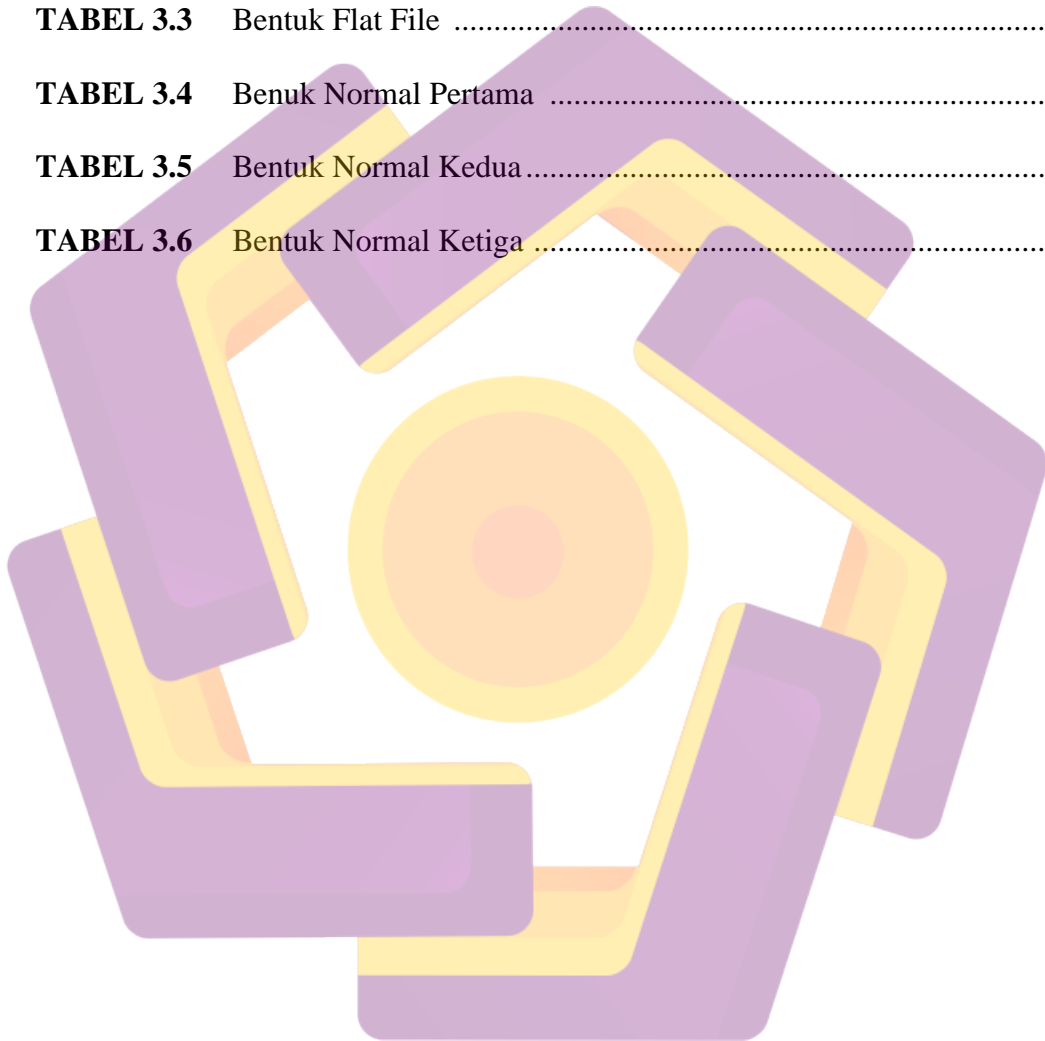 TABEL 3.3 Bentuk Flat File ..........................................................................
TABEL 3.4 Benuk Normal Pertama ..............................................................
TABEL 3.5 Bentuk Normal Kedua.................................................................
TABEL 3.6 Bentuk Normal Ketiga .................................................................